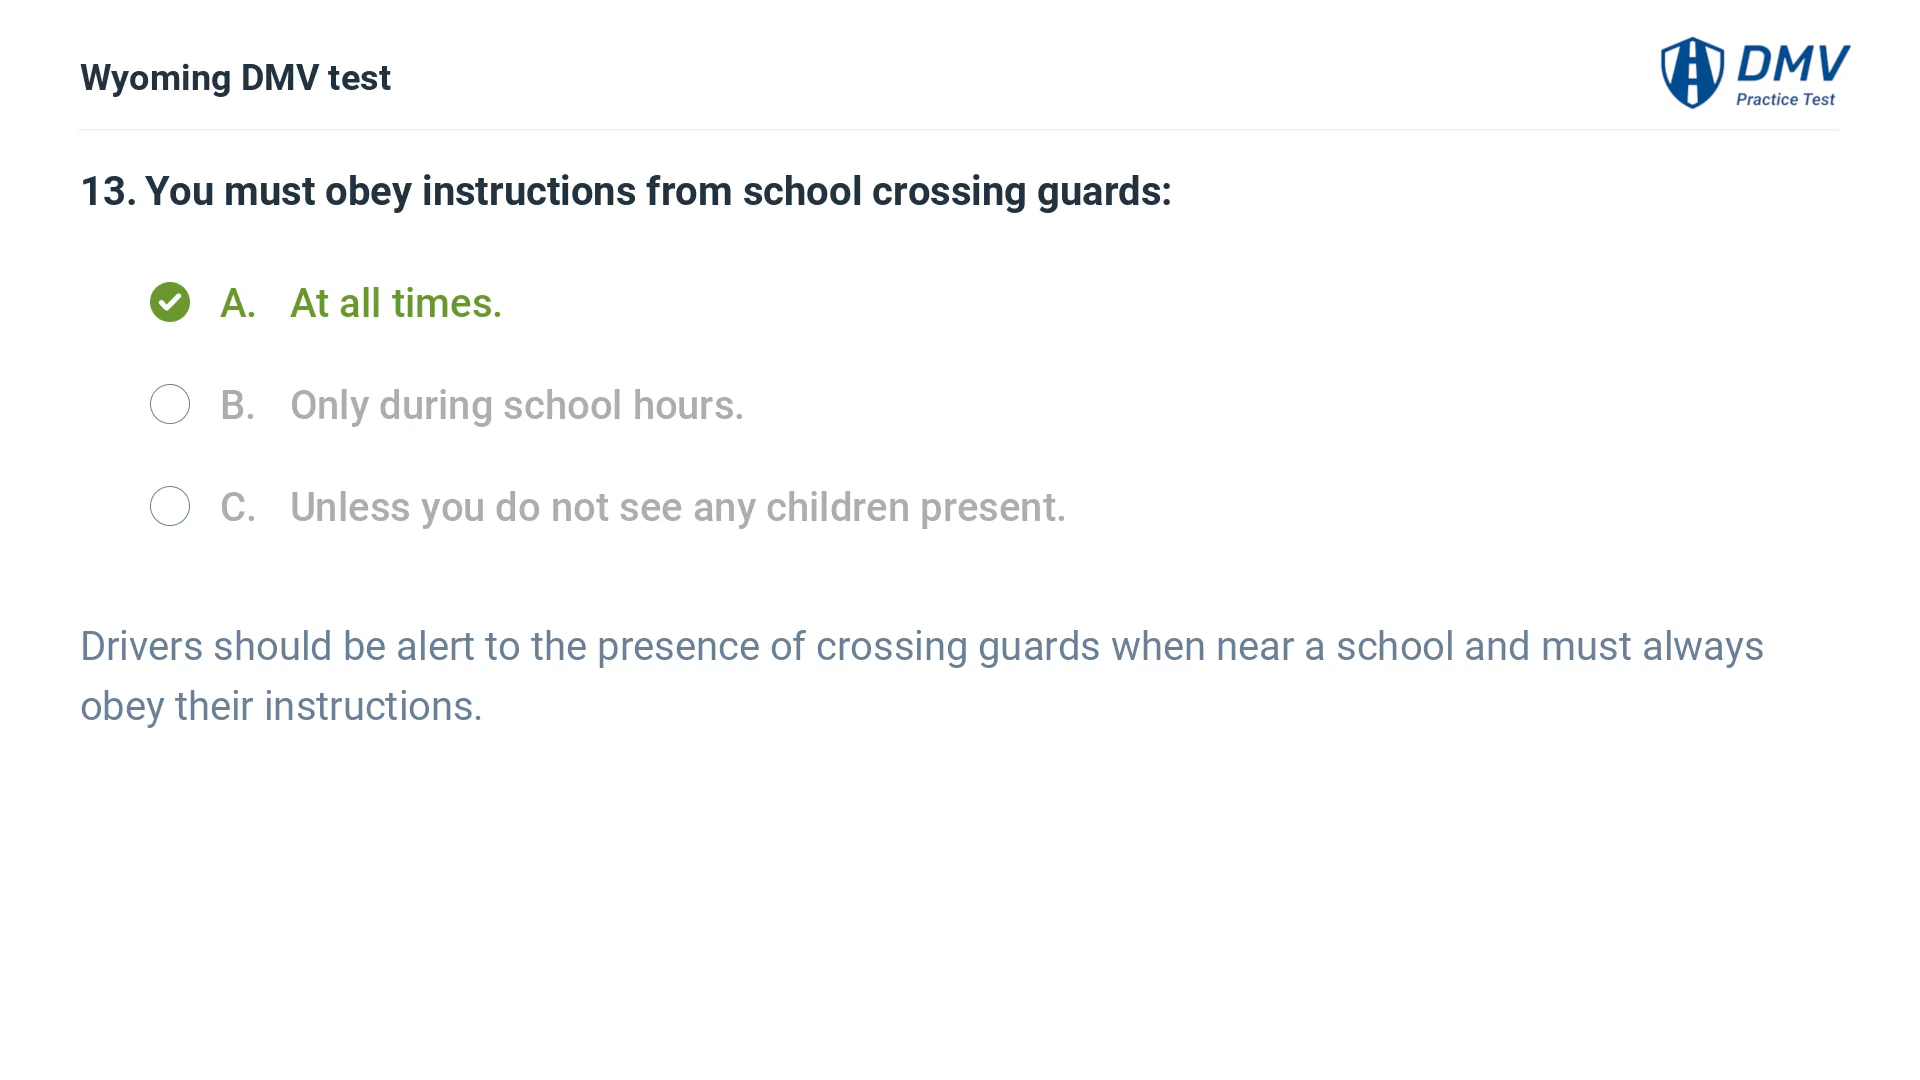 Wyoming DMV test
DMV
Practice Test
13. You must obey instructions from school crossing guards:
A. At all times.
B. Only during school hours.
C. Unless you do not see any children present.
Drivers should be alert to the presence of crossing guards when near a school and must always
obey their instructions.